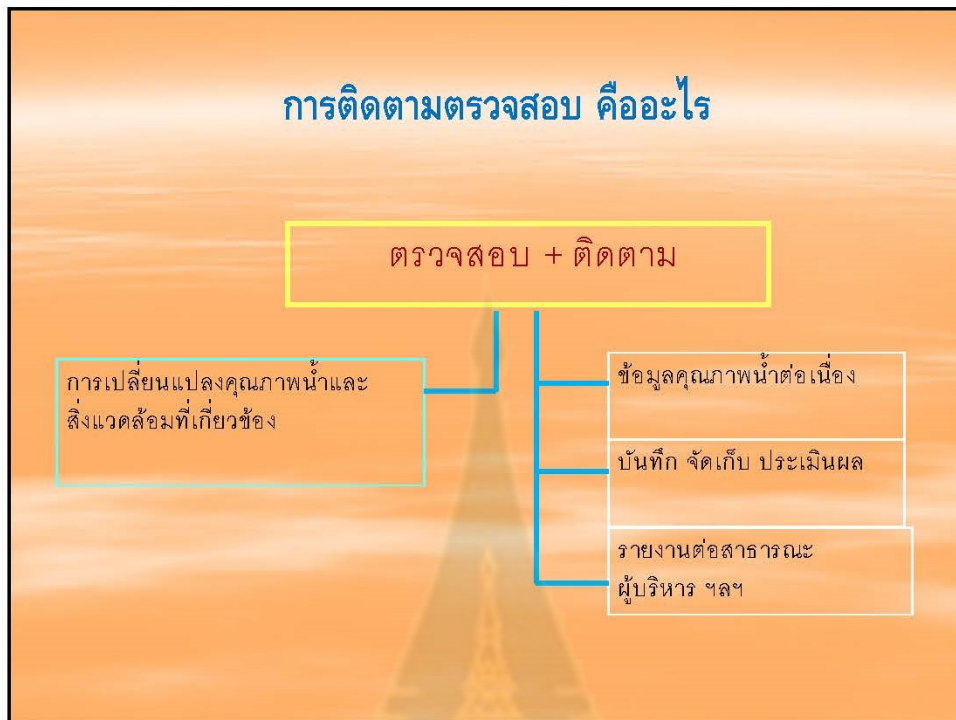 การติดตามตรวจสอบ คืออะไร
ตรวจสอบ + ติดตาม
การเปลี่ยนแปลงคุณภาพน้ำและ
สิ่งแวดล้อมที่เกี่ยวข้อง
ข้อมูลคุณภาพน้ำต่อเนื่อง
บันทึก จัดเก็บ ประเมินผล
รายงานต่อสาธารณะ
ผู้บริหาร ฯลฯ